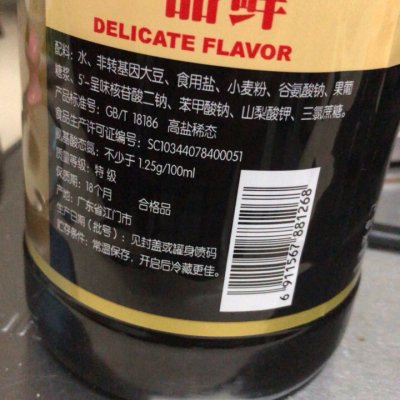 品鲜
DELICATE FLAVOR
配料：水、非转基因大豆、食用盐、小麦粉、谷氨酸钠、果葡
糖浆、5'-呈味核苷酸二钠、苯甲酸钠、山梨酸钾、三氯蔗糖。
产品标准号：GB/T 18186 高盐稀态
食品生产许可证编号：SC10344078400051
氨基酸态氮：不少于1.25g/100ml
质量等级：特级
保质期：18个月 合格品
产地：广东省江门市
生产日期（批号）：见封盖或罐身喷码
贮存条件：常温保存，开启后冷藏更佳。
6 911567 881268